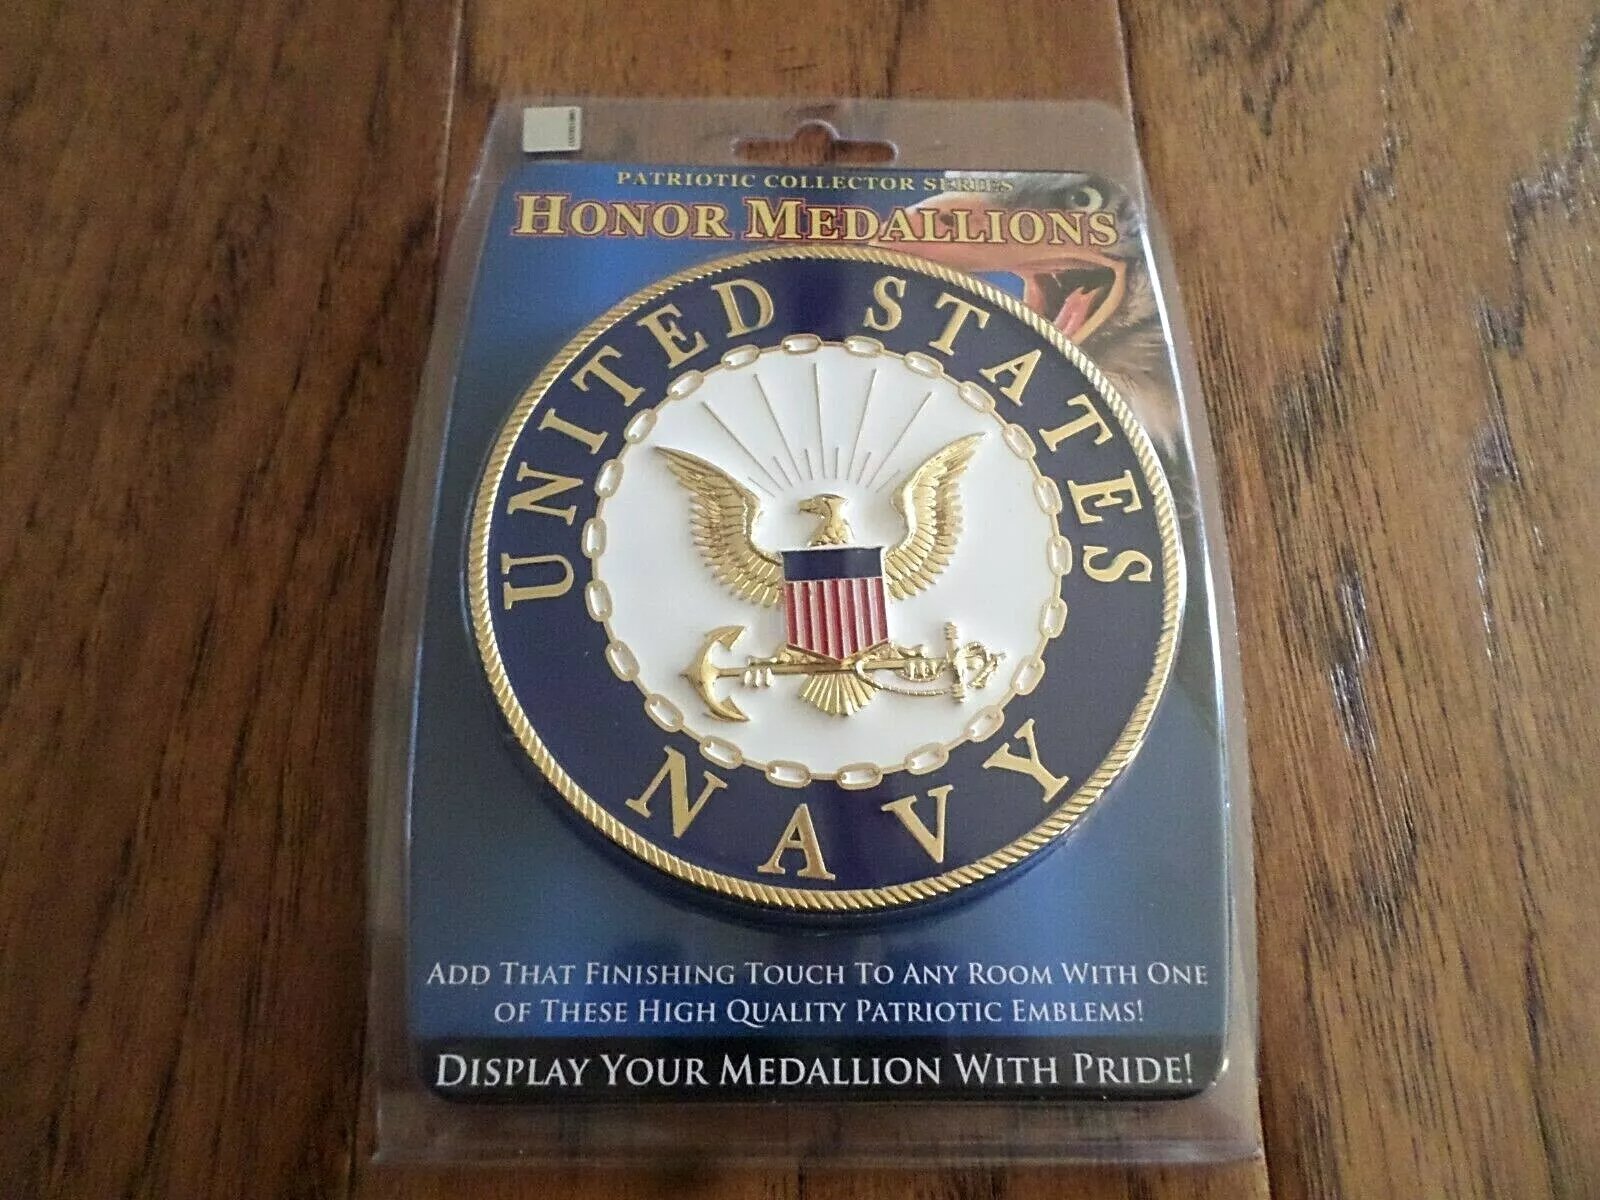 PATRIOTIC COLLECTOR SERIES
HONOR MEDALLIONS
UNITED STATES
NAVY
ADD THAT FINISHING TOUCH TO ANY ROOM WITH ONE
OF THESE HIGH QUALITY PATRIOTIC EMBLEMS!
DISPLAY YOUR MEDALLION WITH PRIDE!